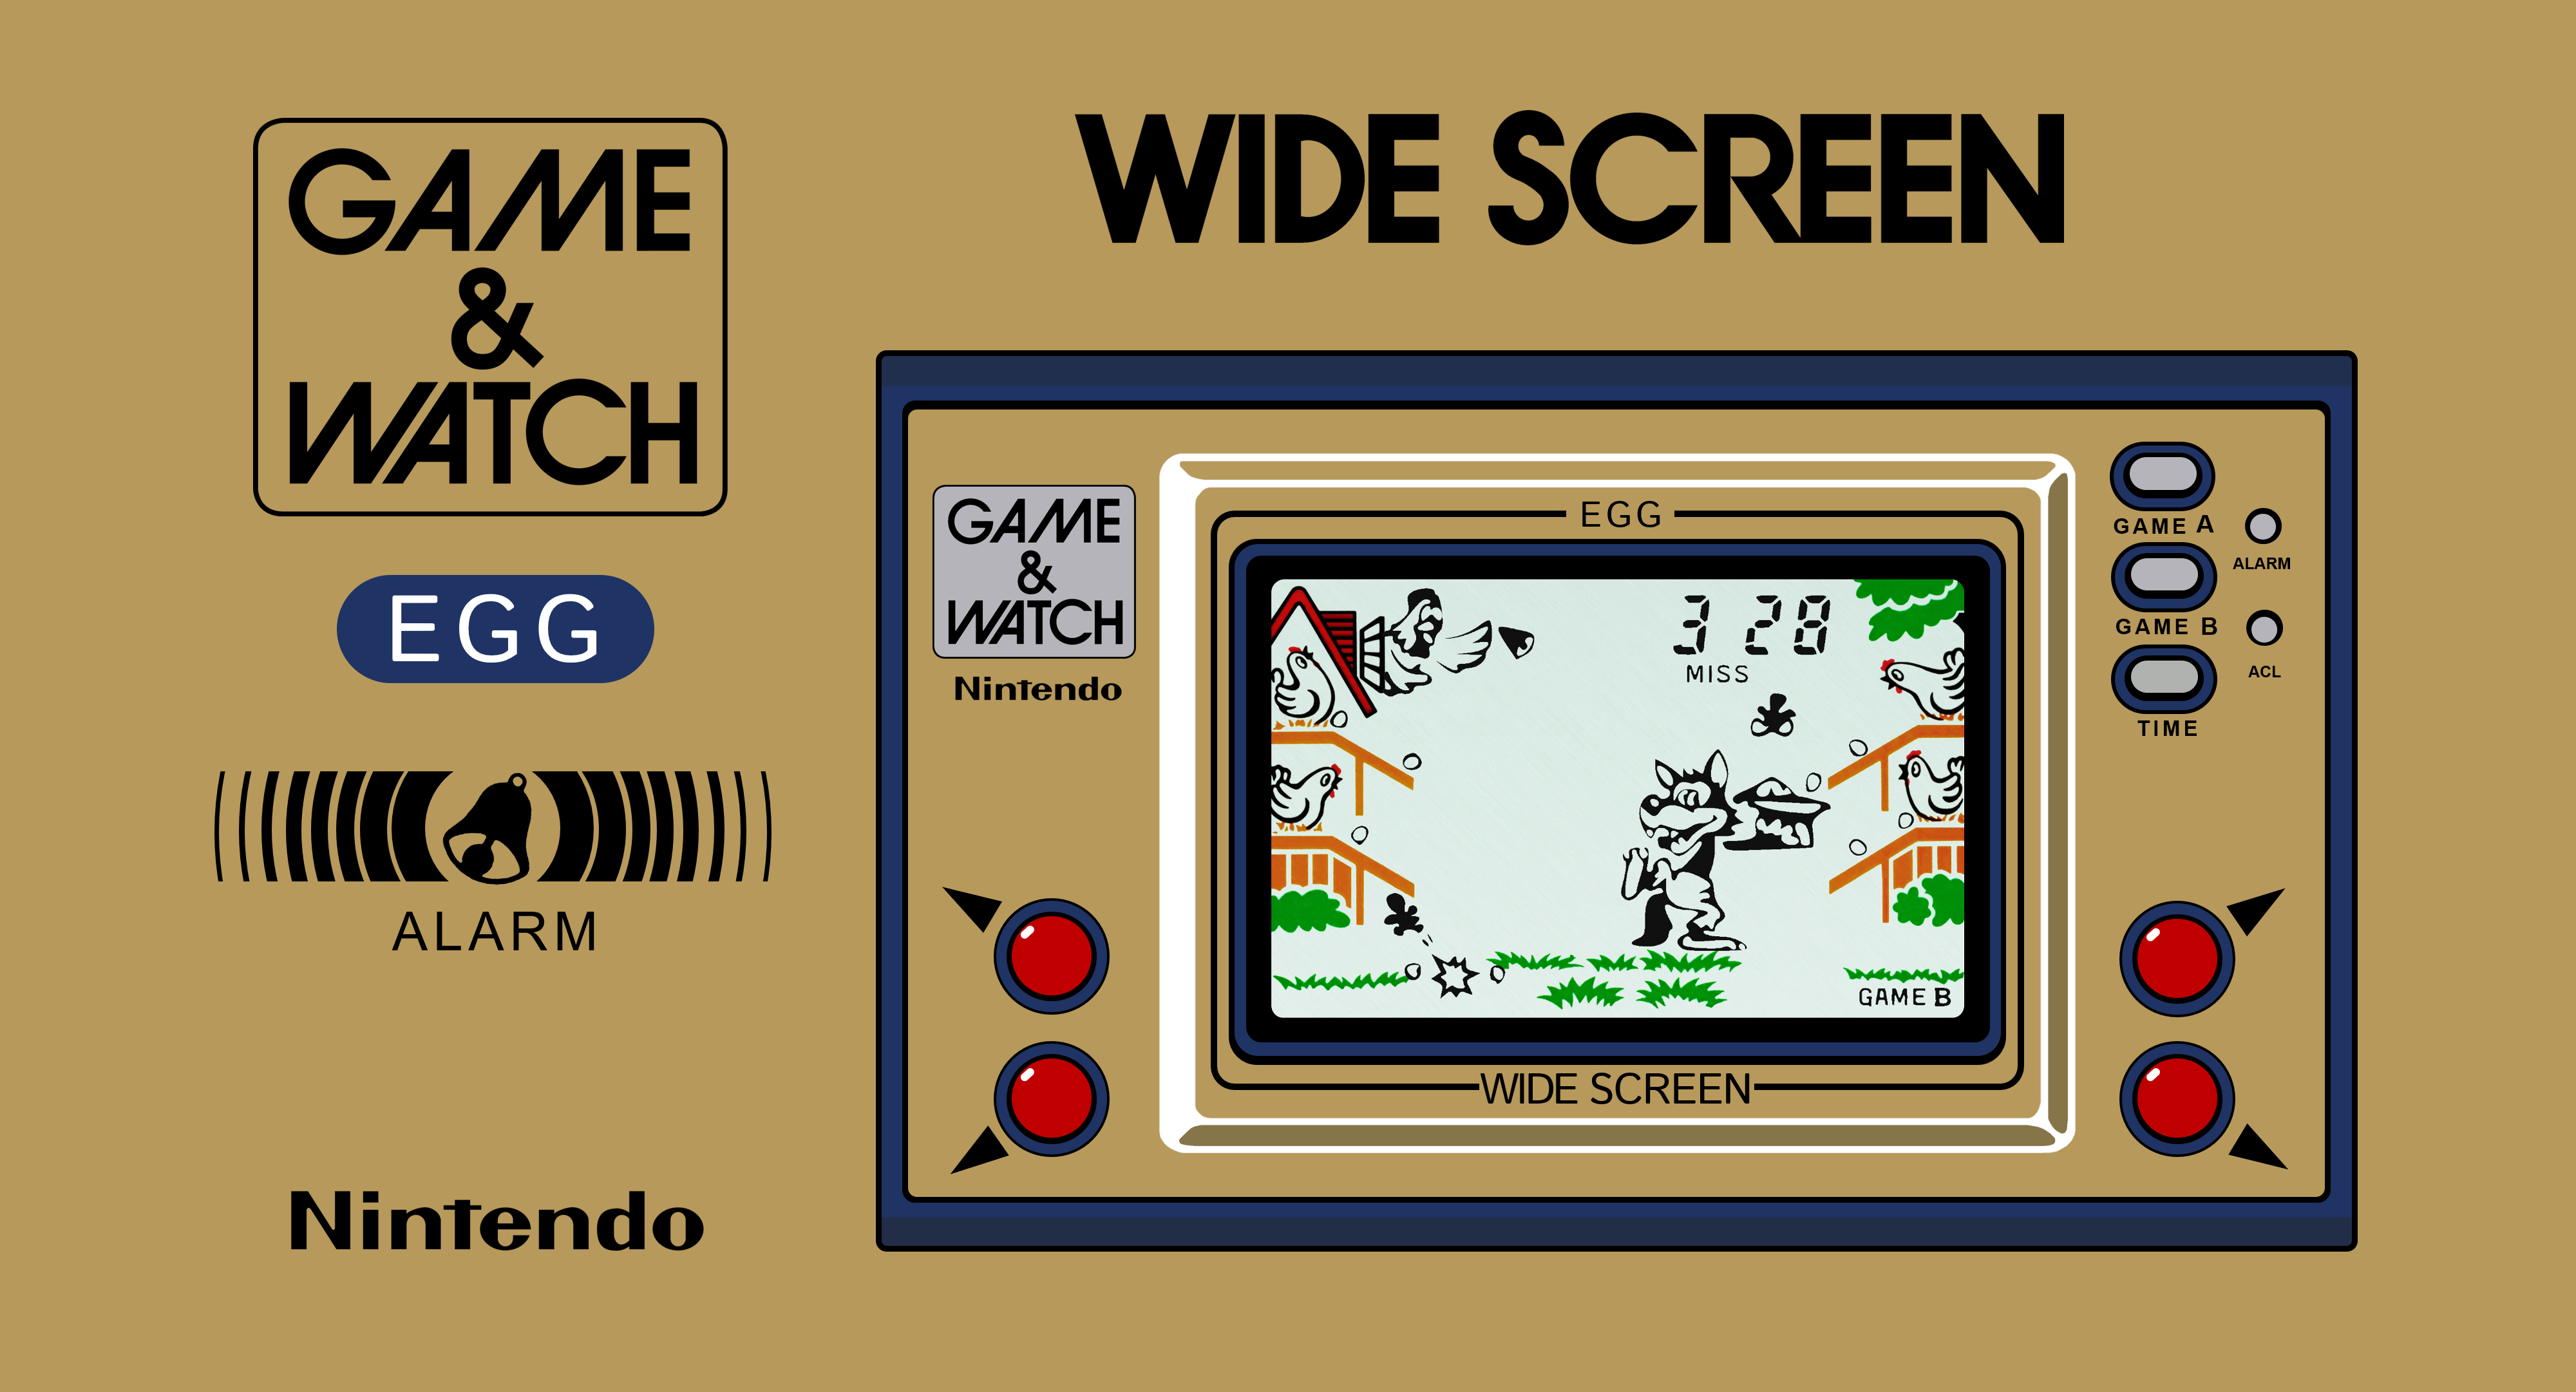 GAME
&
WATCH
EGG
ALARM
Nintendo
WIDE SCREEN
GAME
&
WATCH
Nintendo
EGG
3 28
MISS
GAME B
WIDE SCREEN
GAME A
ALARM
GAME B
ACL
TIME